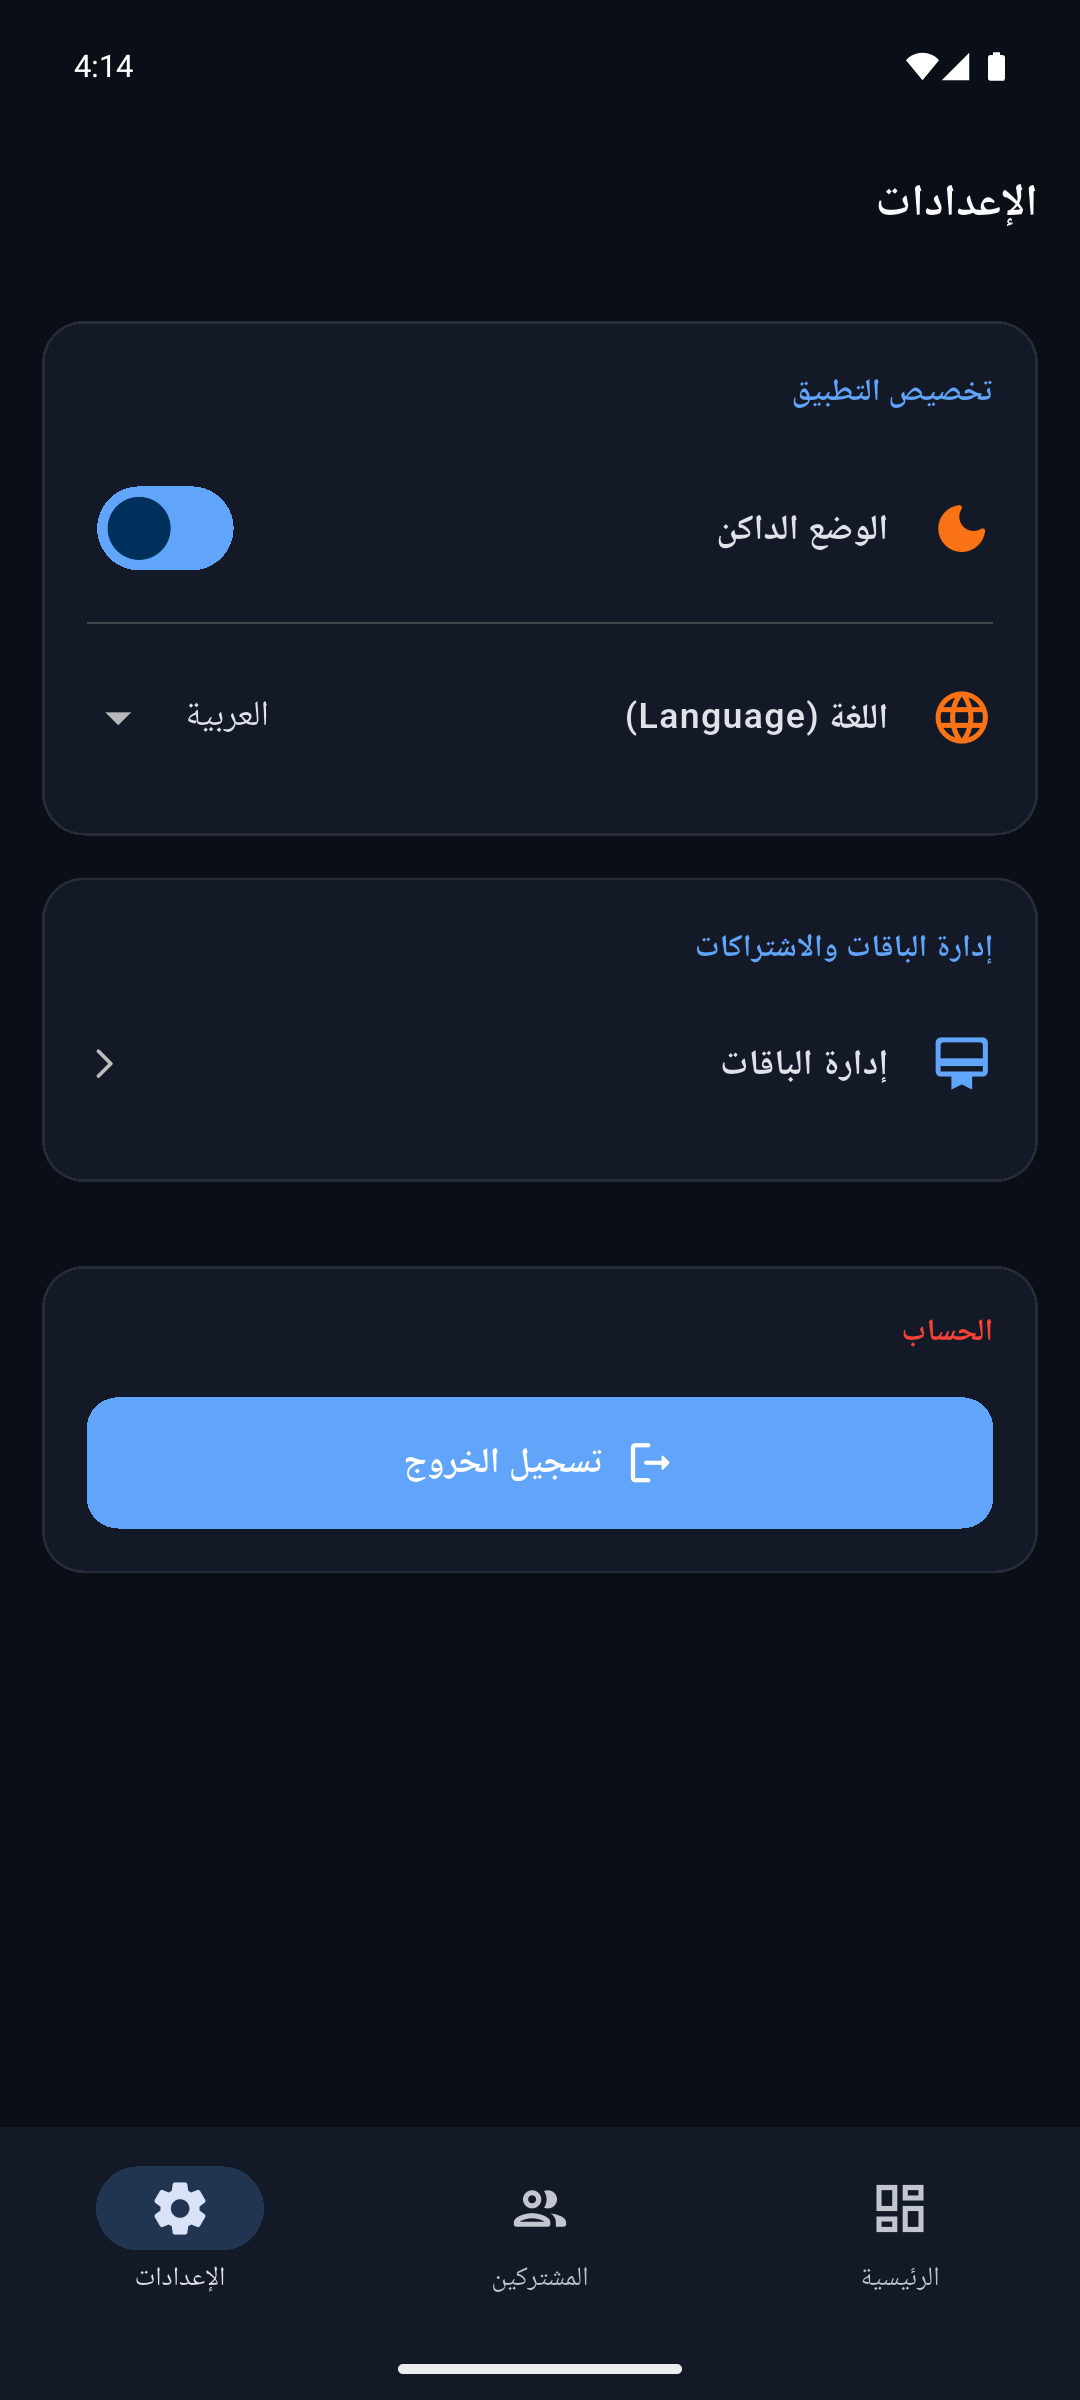 4:14
الإعدادات
تخصيص التطبيق
الوضع الداكن
اللغة (Language)
العربية
إدارة الباقات والاشتراكات
إدارة الباقات
الحساب
تسجيل الخروج
الرئيسية
المشتركين
الإعدادات